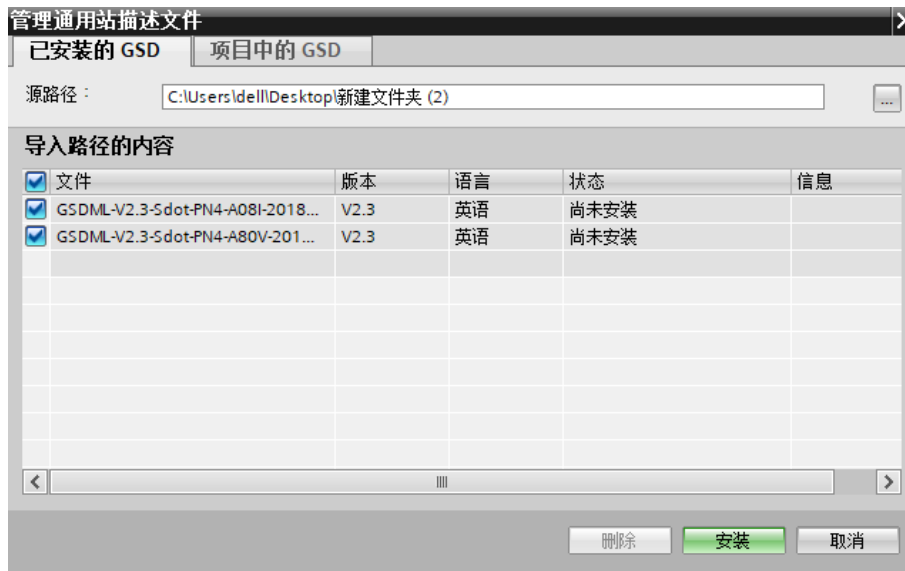 管理通用站描述文件
已安装的 GSD 项目中的 GSD
源路径： C:\Users\dell\Desktop\新建文件夹 (2) ...
导入路径的内容
文件 版本 语言 状态 信息
GSDML-V2.3-Sdot-PN4-A08I-2018... V2.3 英语 尚未安装
GSDML-V2.3-Sdot-PN4-A80V-201... V2.3 英语 尚未安装
删除 安装 取消